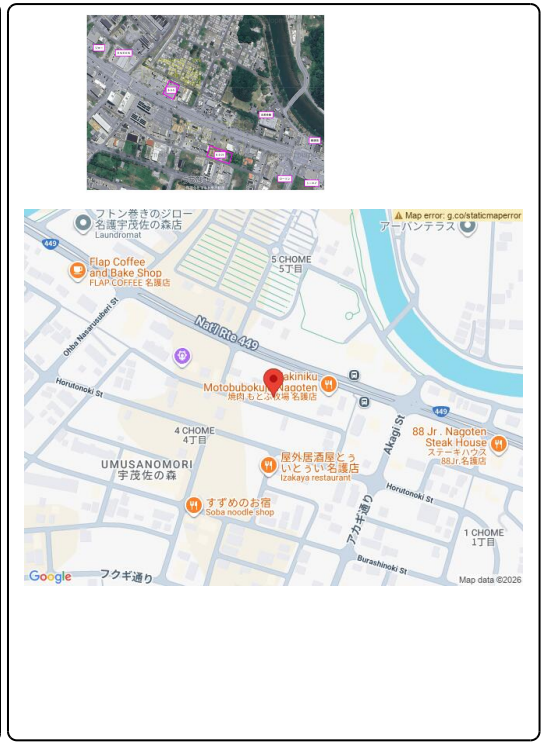 Map error: g.co/staticmaperror
フトン巻きのジロー
名護宇茂佐の森店
Laundromat
アーバンテラス
449
5 CHOME
5丁目
Flap Coffee
and Bake Shop
FLAP COFFEE 名護店
Nat'l Rte 449
Ohba Nasarusuberi St
akiniku
Motobubokujo Nagoten
焼肉 もとぶ牧場 名護店
Horutonoki St
449
Akagi St
88 Jr . Nagoten
Steak House
ステーキハウス
88Jr.名護店
4 CHOME
4丁目
UMUSANOMORI
宇茂佐の森
屋外居酒屋とぅ
いとぅい 名護店
Izakaya restaurant
Horutonoki St
すずめのお宿
Soba noodle shop
アカギ通り
1 CHOME
1丁目
Burashinoki St
フクギ通り
Google
Map data ©2026